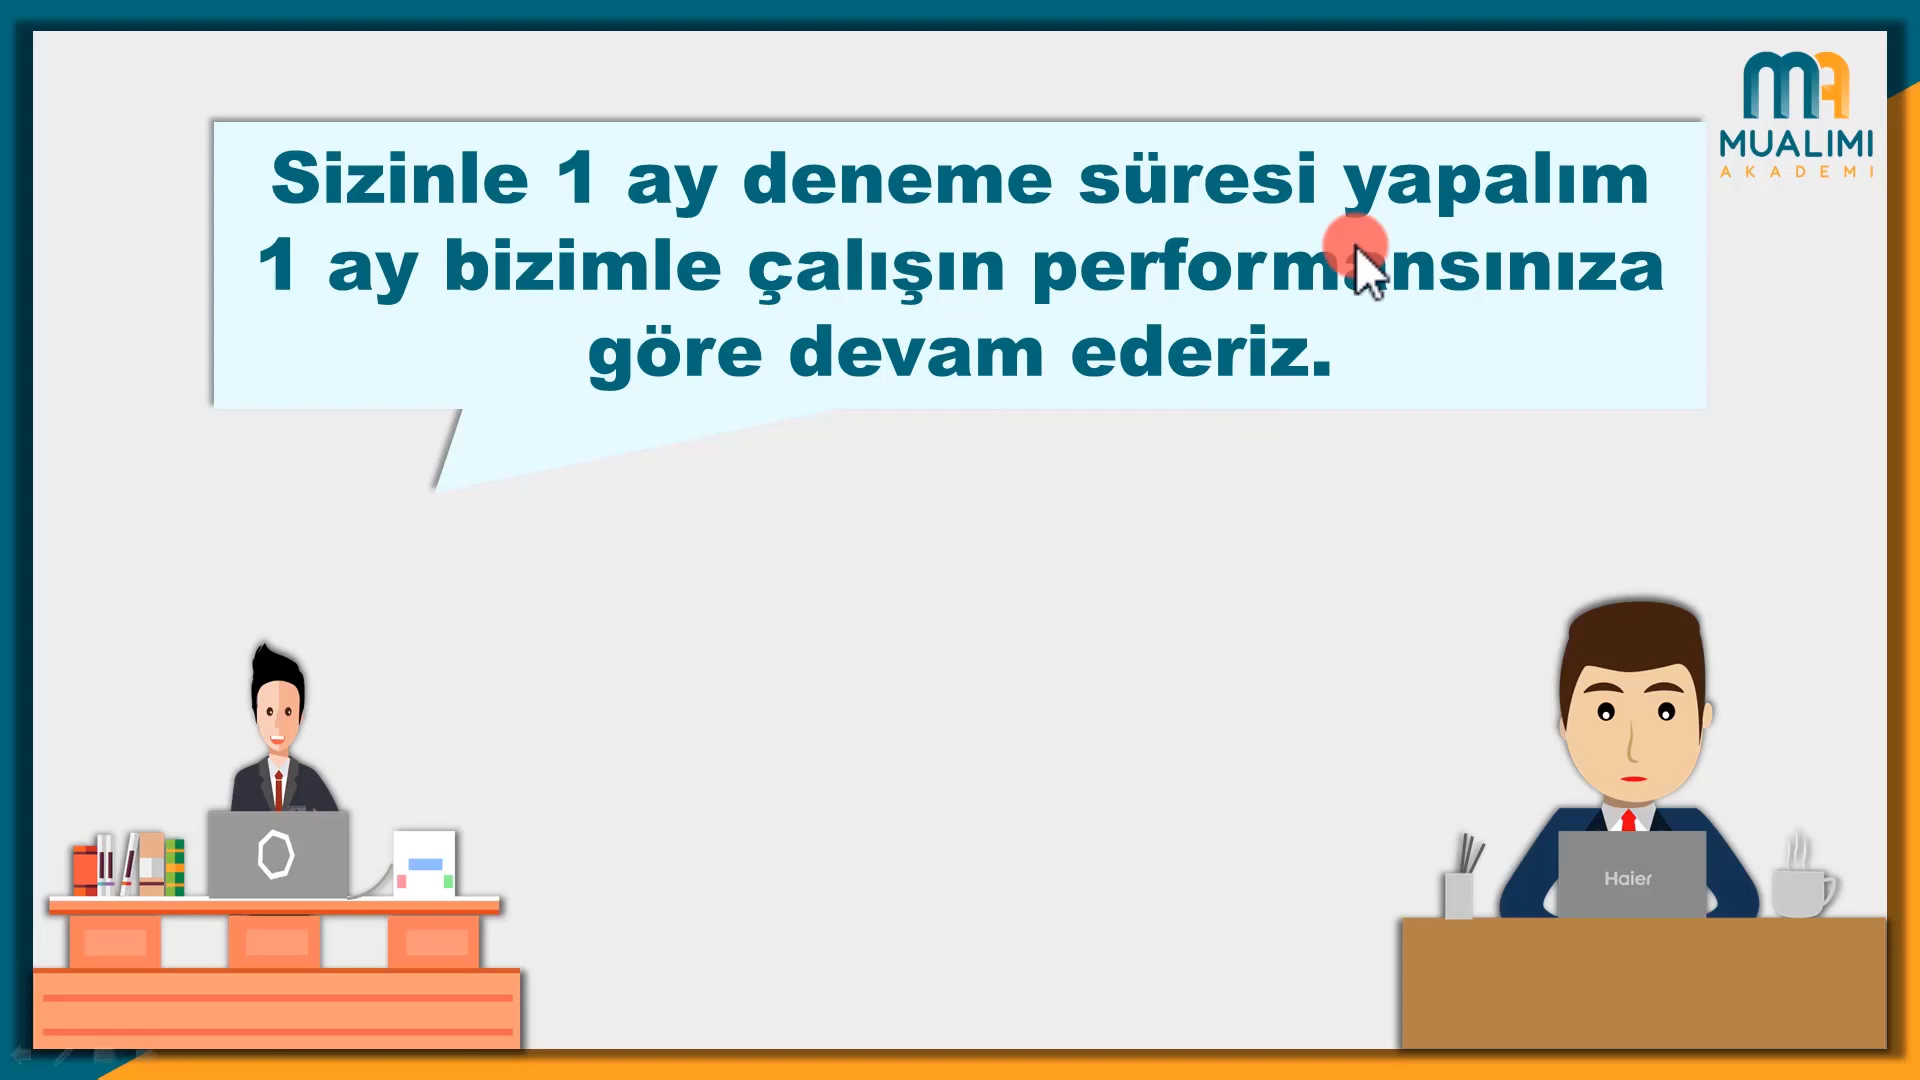 MUALIMI
AKADEMI
Sizinle 1 ay deneme süresi yapalım
1 ay bizimle çalışın performansınıza
göre devam ederiz.
Haier